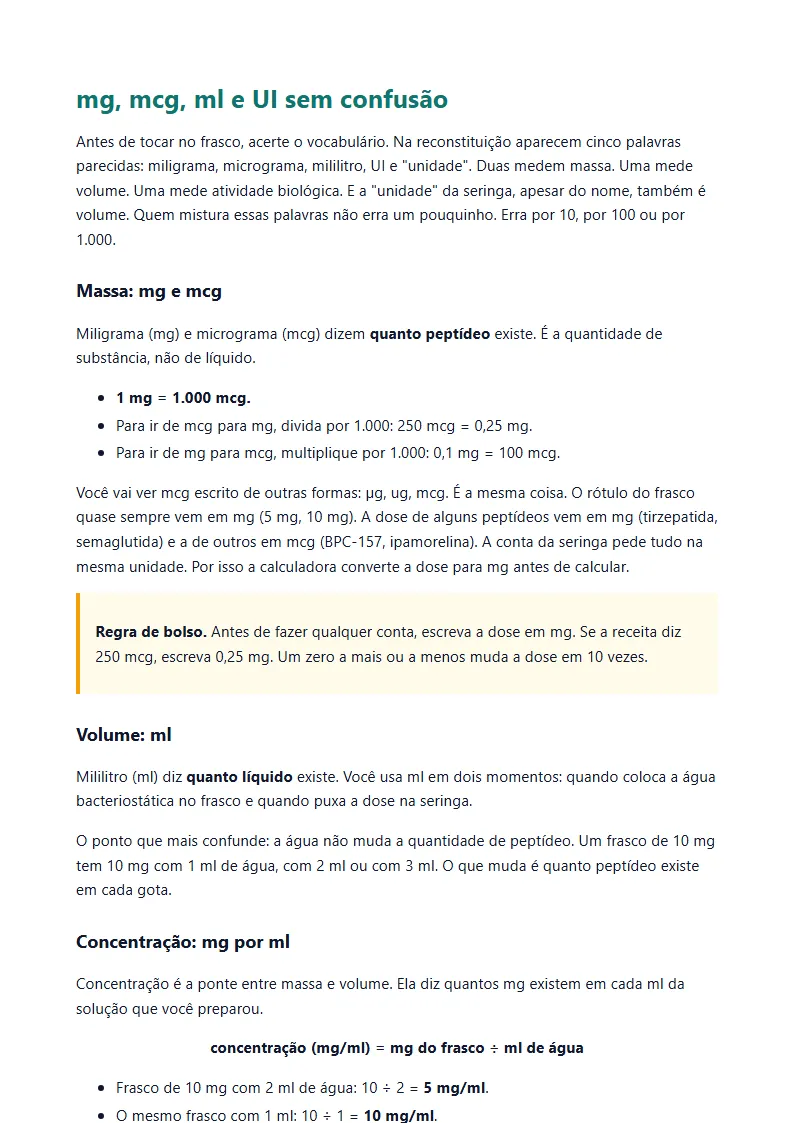 mg, mcg, ml e UI sem confusão
Antes de tocar no frasco, acerte o vocabulário. Na reconstituição aparecem cinco palavras
parecidas: miligrama, micrograma, mililitro, UI e "unidade". Duas medem massa. Uma mede
volume. Uma mede atividade biológica. E a "unidade" da seringa, apesar do nome, também é
volume. Quem mistura essas palavras não erra um pouquinho. Erra por 10, por 100 ou por
1.000.
Massa: mg e mcg
Miligrama (mg) e micrograma (mcg) dizem quanto peptídeo existe. É a quantidade de
substância, não de líquido.
• 1 mg = 1.000 mcg.
• Para ir de mcg para mg, divida por 1.000: 250 mcg = 0,25 mg.
• Para ir de mg para mcg, multiplique por 1.000: 0,1 mg = 100 mcg.
Você vai ver mcg escrito de outras formas: µg, ug, mcg. É a mesma coisa. O rótulo do frasco
quase sempre vem em mg (5 mg, 10 mg). A dose de alguns peptídeos vem em mg (tirzepatida,
semaglutida) e a de outros em mcg (BPC-157, ipamorelina). A conta da seringa pede tudo na
mesma unidade. Por isso a calculadora converte a dose para mg antes de calcular.
Regra de bolso. Antes de fazer qualquer conta, escreva a dose em mg. Se a receita diz
250 mcg, escreva 0,25 mg. Um zero a mais ou a menos muda a dose em 10 vezes.
Volume: ml
Mililitro (ml) diz quanto líquido existe. Você usa ml em dois momentos: quando coloca a água
bacteriostática no frasco e quando puxa a dose na seringa.
O ponto que mais confunde: a água não muda a quantidade de peptídeo. Um frasco de 10 mg
tem 10 mg com 1 ml de água, com 2 ml ou com 3 ml. O que muda é quanto peptídeo existe
em cada gota.
Concentração: mg por ml
Concentração é a ponte entre massa e volume. Ela diz quantos mg existem em cada ml da
solução que você preparou.
concentração (mg/ml) = mg do frasco ÷ ml de água
• Frasco de 10 mg com 2 ml de água: 10 ÷ 2 = 5 mg/ml.
• O mesmo frasco com 1 ml: 10 ÷ 1 = 10 mg/ml.